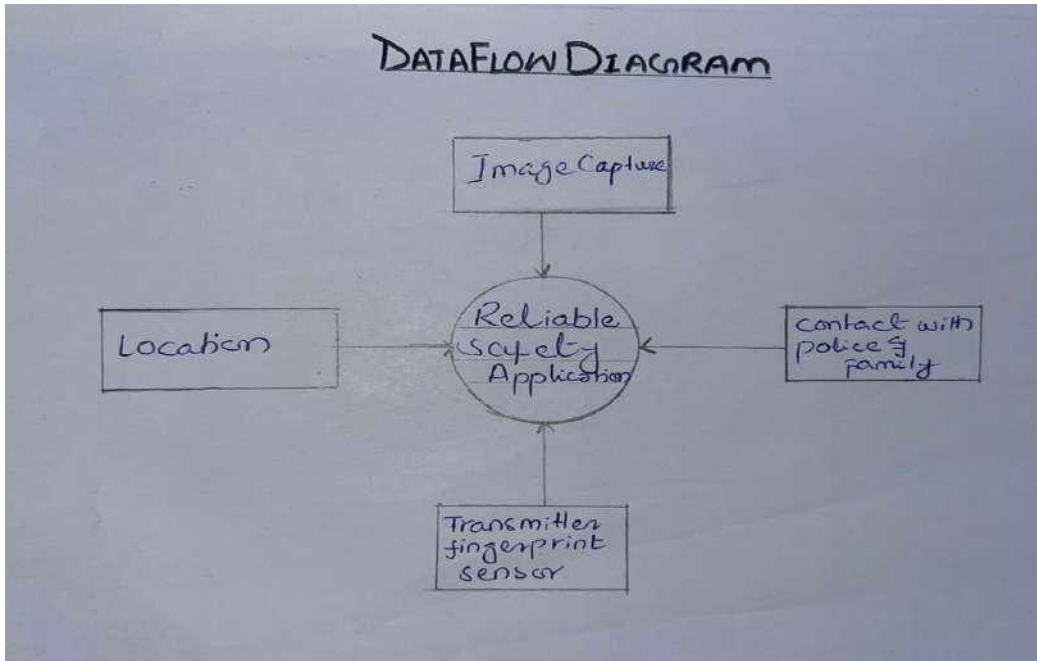 DATAFLOW DIAGRAM
Image Capture
Location
Reliable
safety
Application
contact with
police &
family
Transmitter
fingerprint
sensor